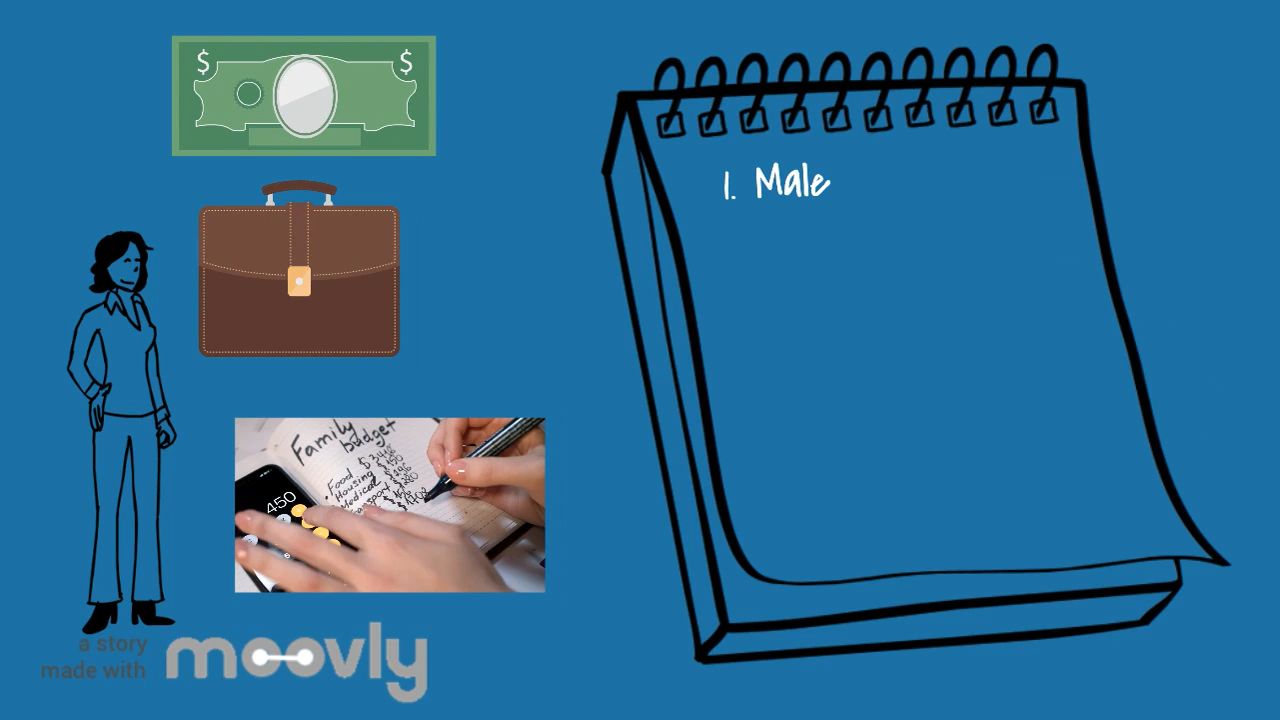 $ $
1. Male
Family
budget
Food $
Housing
Medical
450
a story
made with
moovly